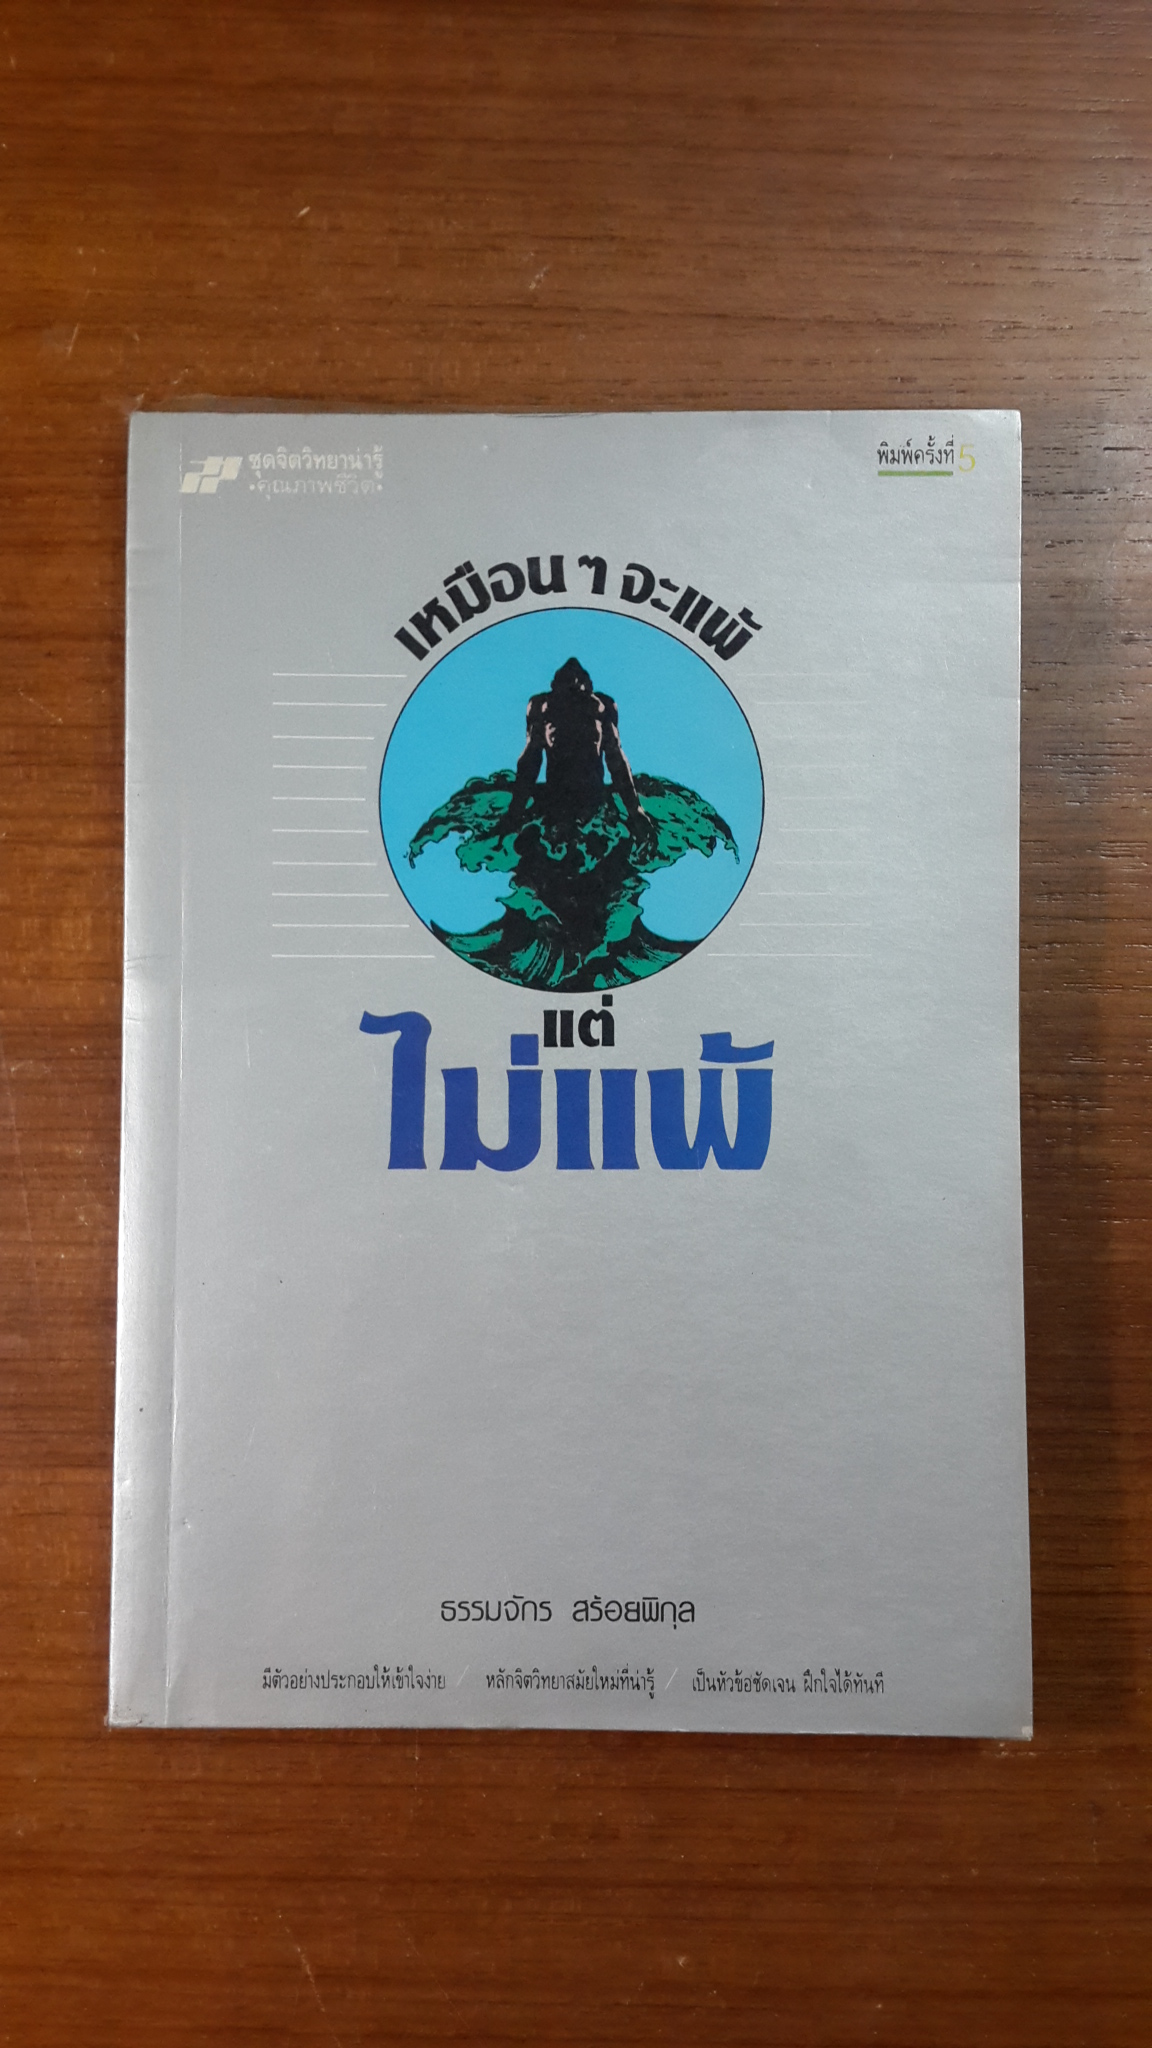 ชุดจิตวิทยาน่ารู้
•คุณภาพชีวิต•
พิมพ์ครั้งที่ 5
เหมือน ๆ จะแพ้
แต่
ไม่แพ้
ธรรมจักร สร้อยพิกุล
มีตัวอย่างประกอบให้เข้าใจง่าย / หลักจิตวิทยาสมัยใหม่ที่น่ารู้ / เป็นหัวข้อชัดเจน ฝึกใจได้ทันที